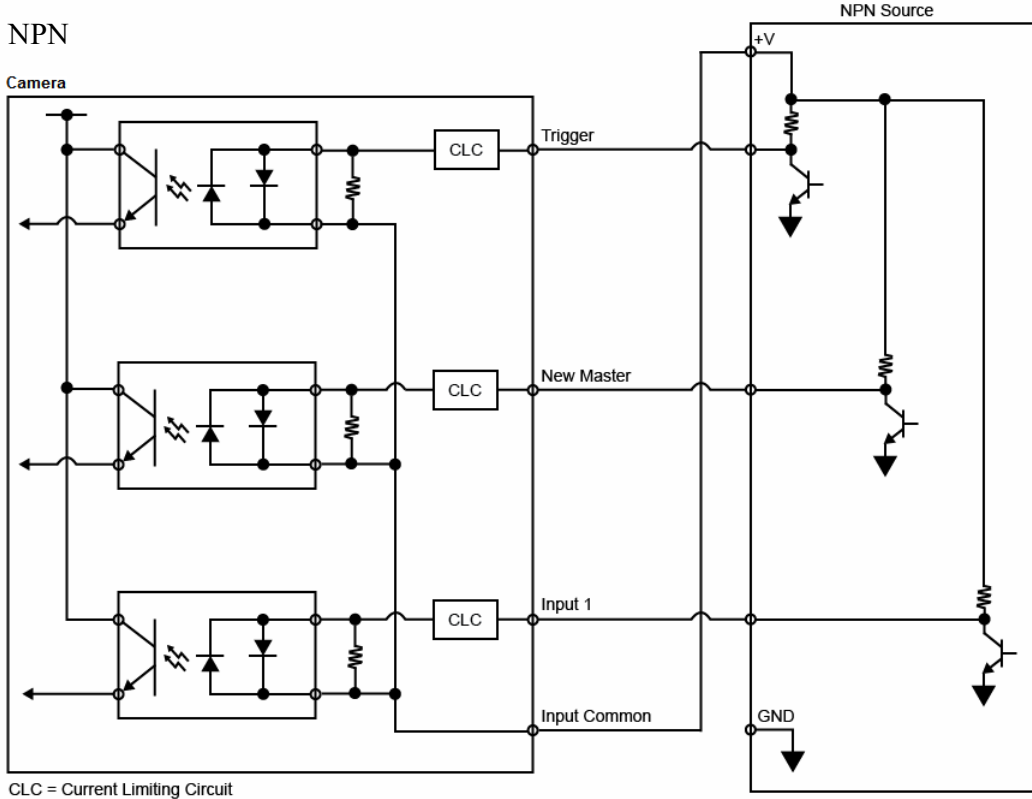 NPN Source
NPN
+V
Camera
Trigger
CLC
New Master
CLC
Input 1
CLC
Input Common
GND
CLC = Current Limiting Circuit